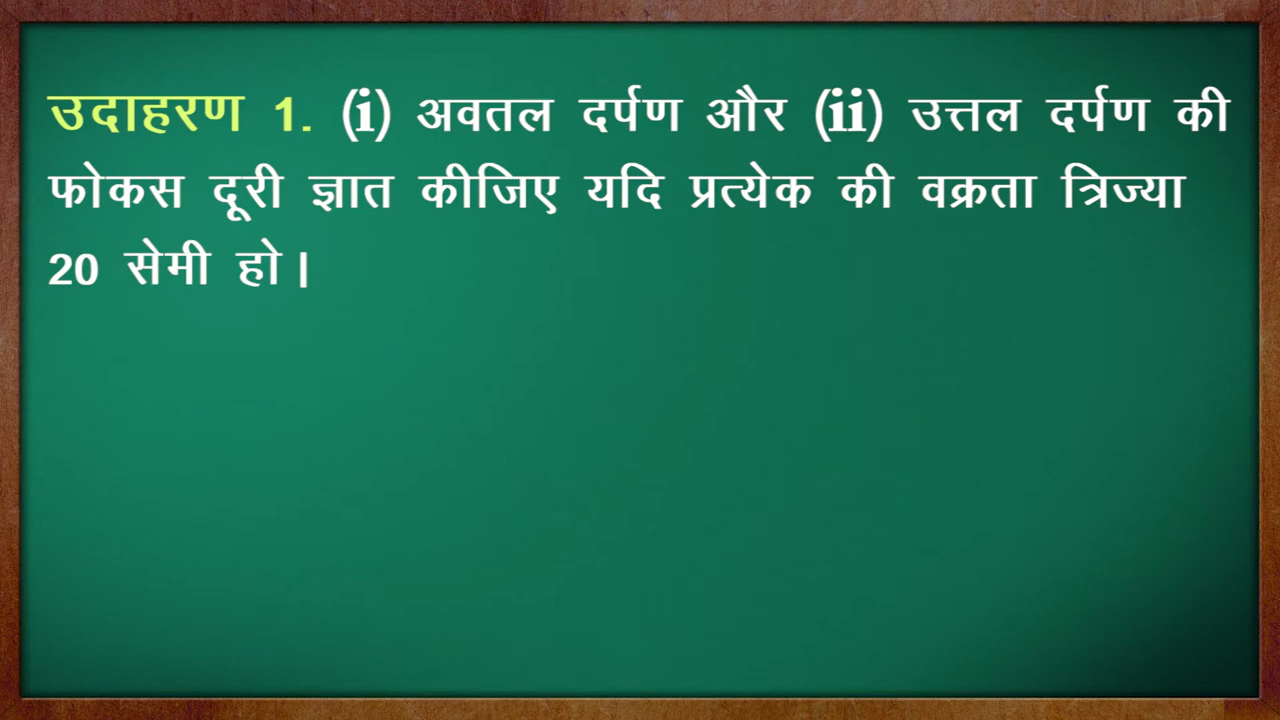 उदाहरण 1. (i) अवतल दर्पण और (ii) उत्तल दर्पण की
फोकस दूरी ज्ञात कीजिए यदि प्रत्येक की वक्रता त्रिज्या
20 सेमी हो।